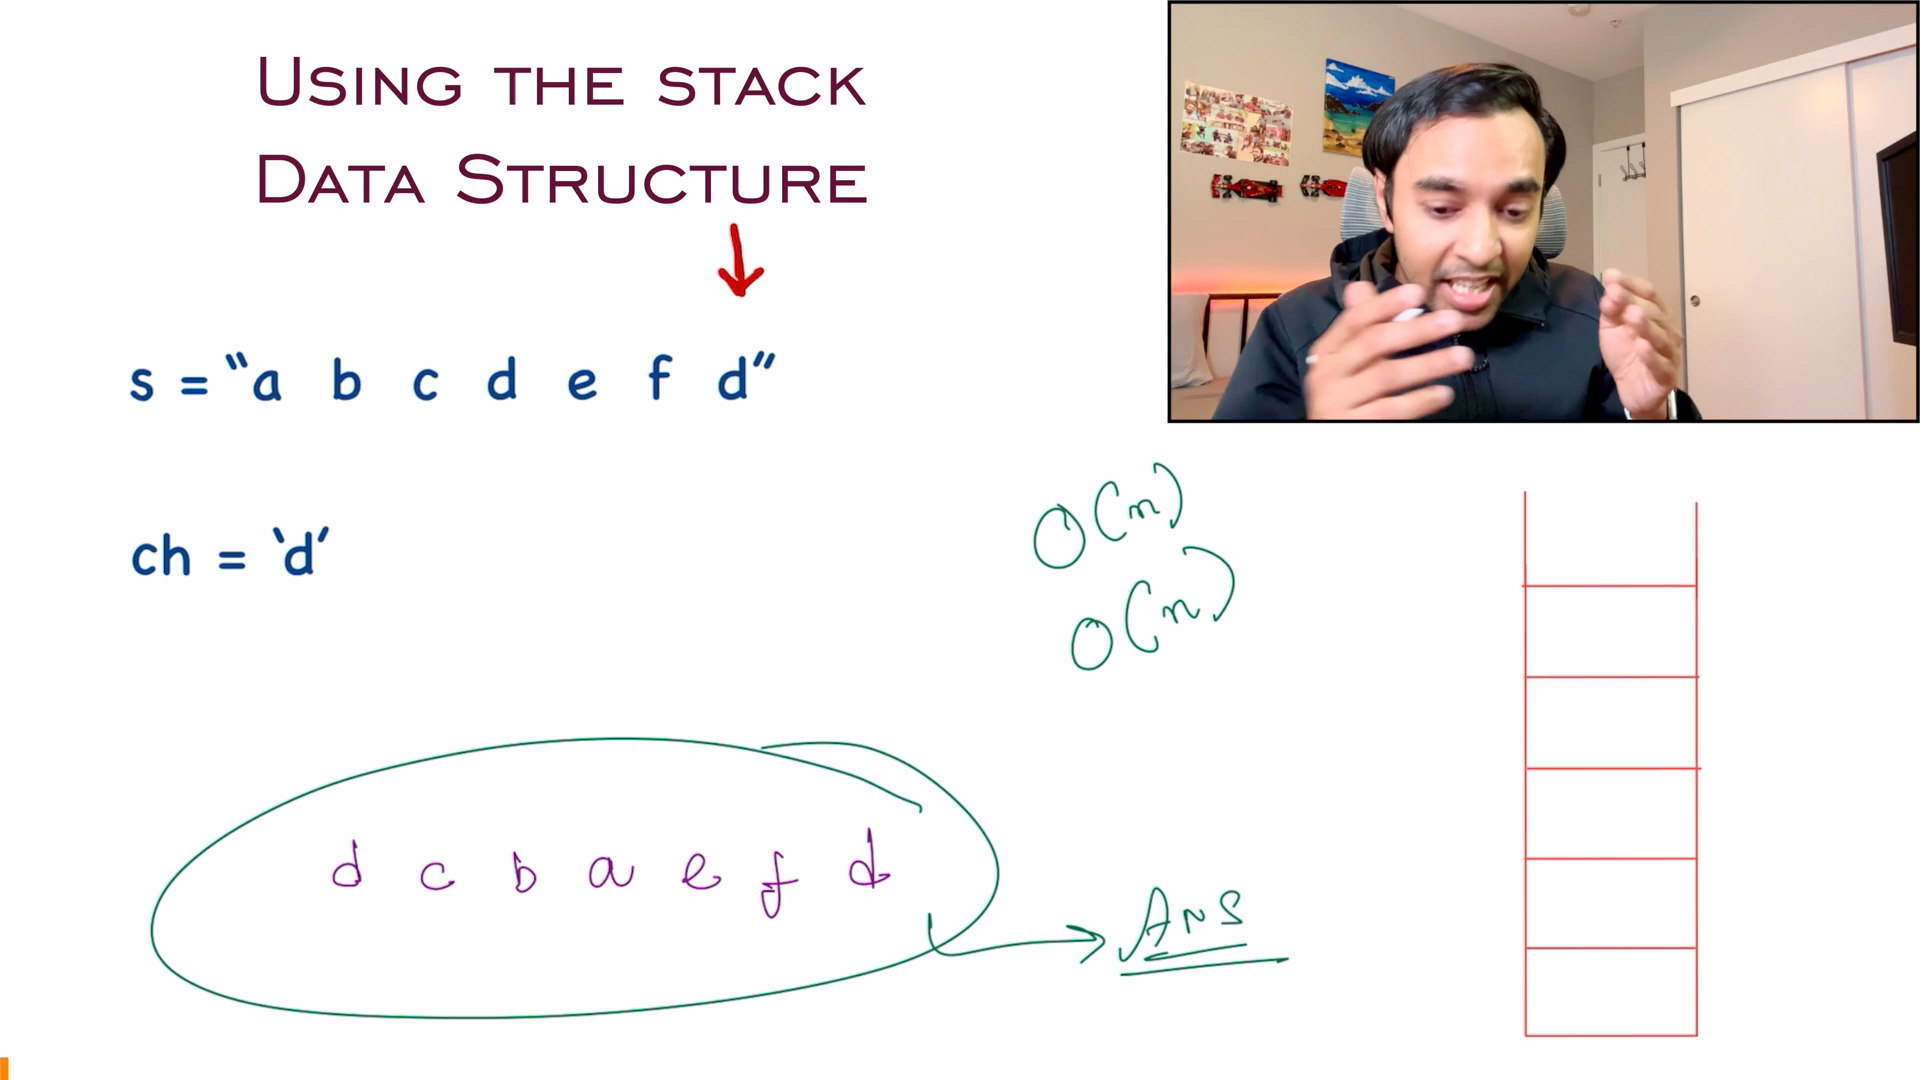 USING THE STACK
DATA STRUCTURE
s = “a b c d e f d”
ch = ‘d’
O(n)
O(n)
d c b a e f d
Ans